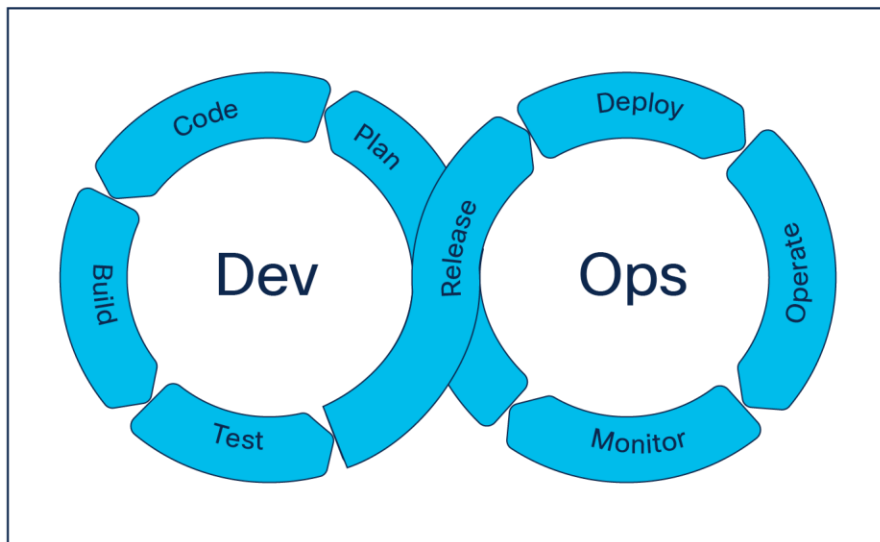 Code
Plan
Build
Dev
Test
Release
Deploy
Ops
Operate
Monitor